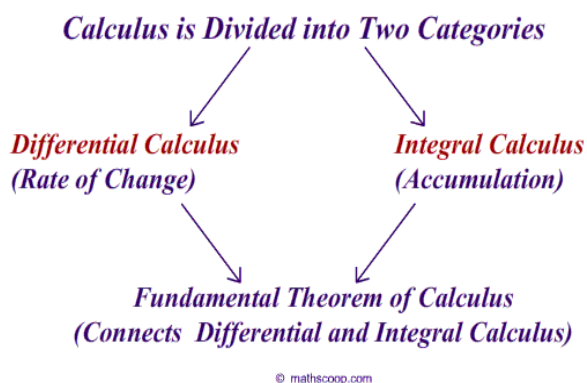 Calculus is Divided into Two Categories
Differential Calculus
(Rate of Change)
Integral Calculus
(Accumulation)
Fundamental Theorem of Calculus
(Connects Differential and Integral Calculus)
© mathscoop.com